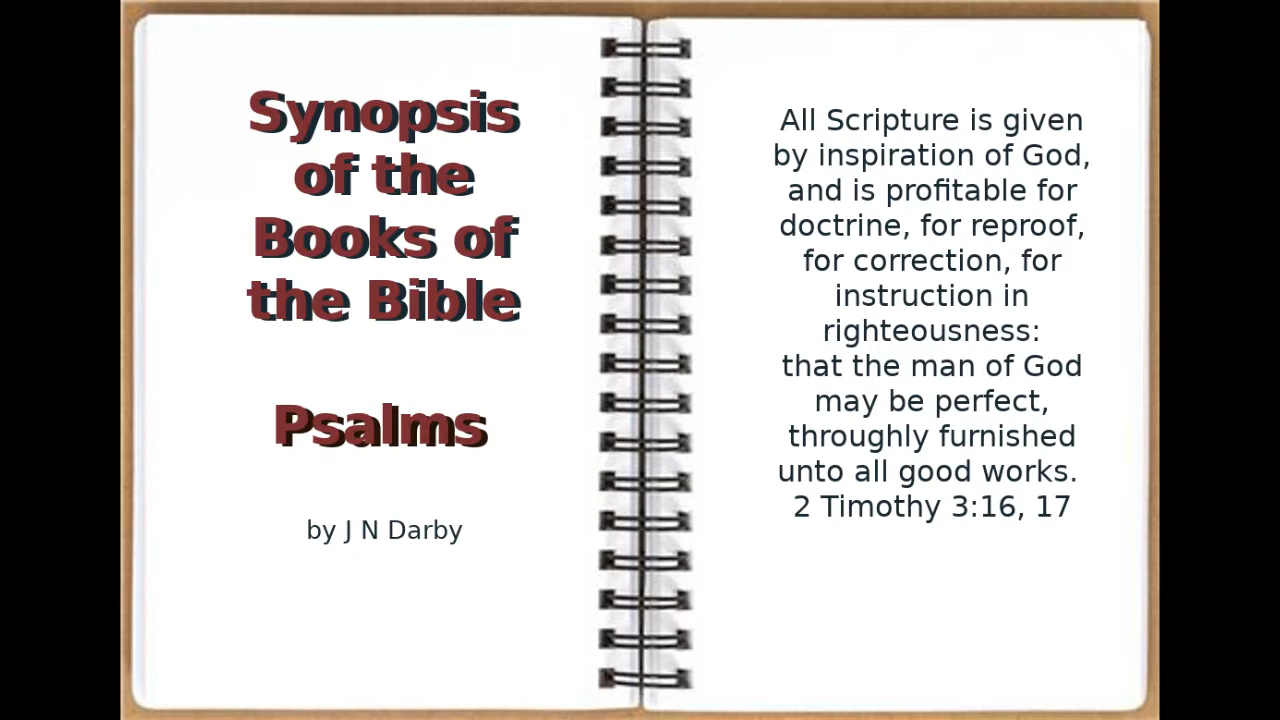 Synopsis
of the
Books of
the Bible
Psalms
by J N Darby
All Scripture is given
by inspiration of God,
and is profitable for
doctrine, for reproof,
for correction, for
instruction in
righteousness:
that the man of God
may be perfect,
throughly furnished
unto all good works.
2 Timothy 3:16, 17